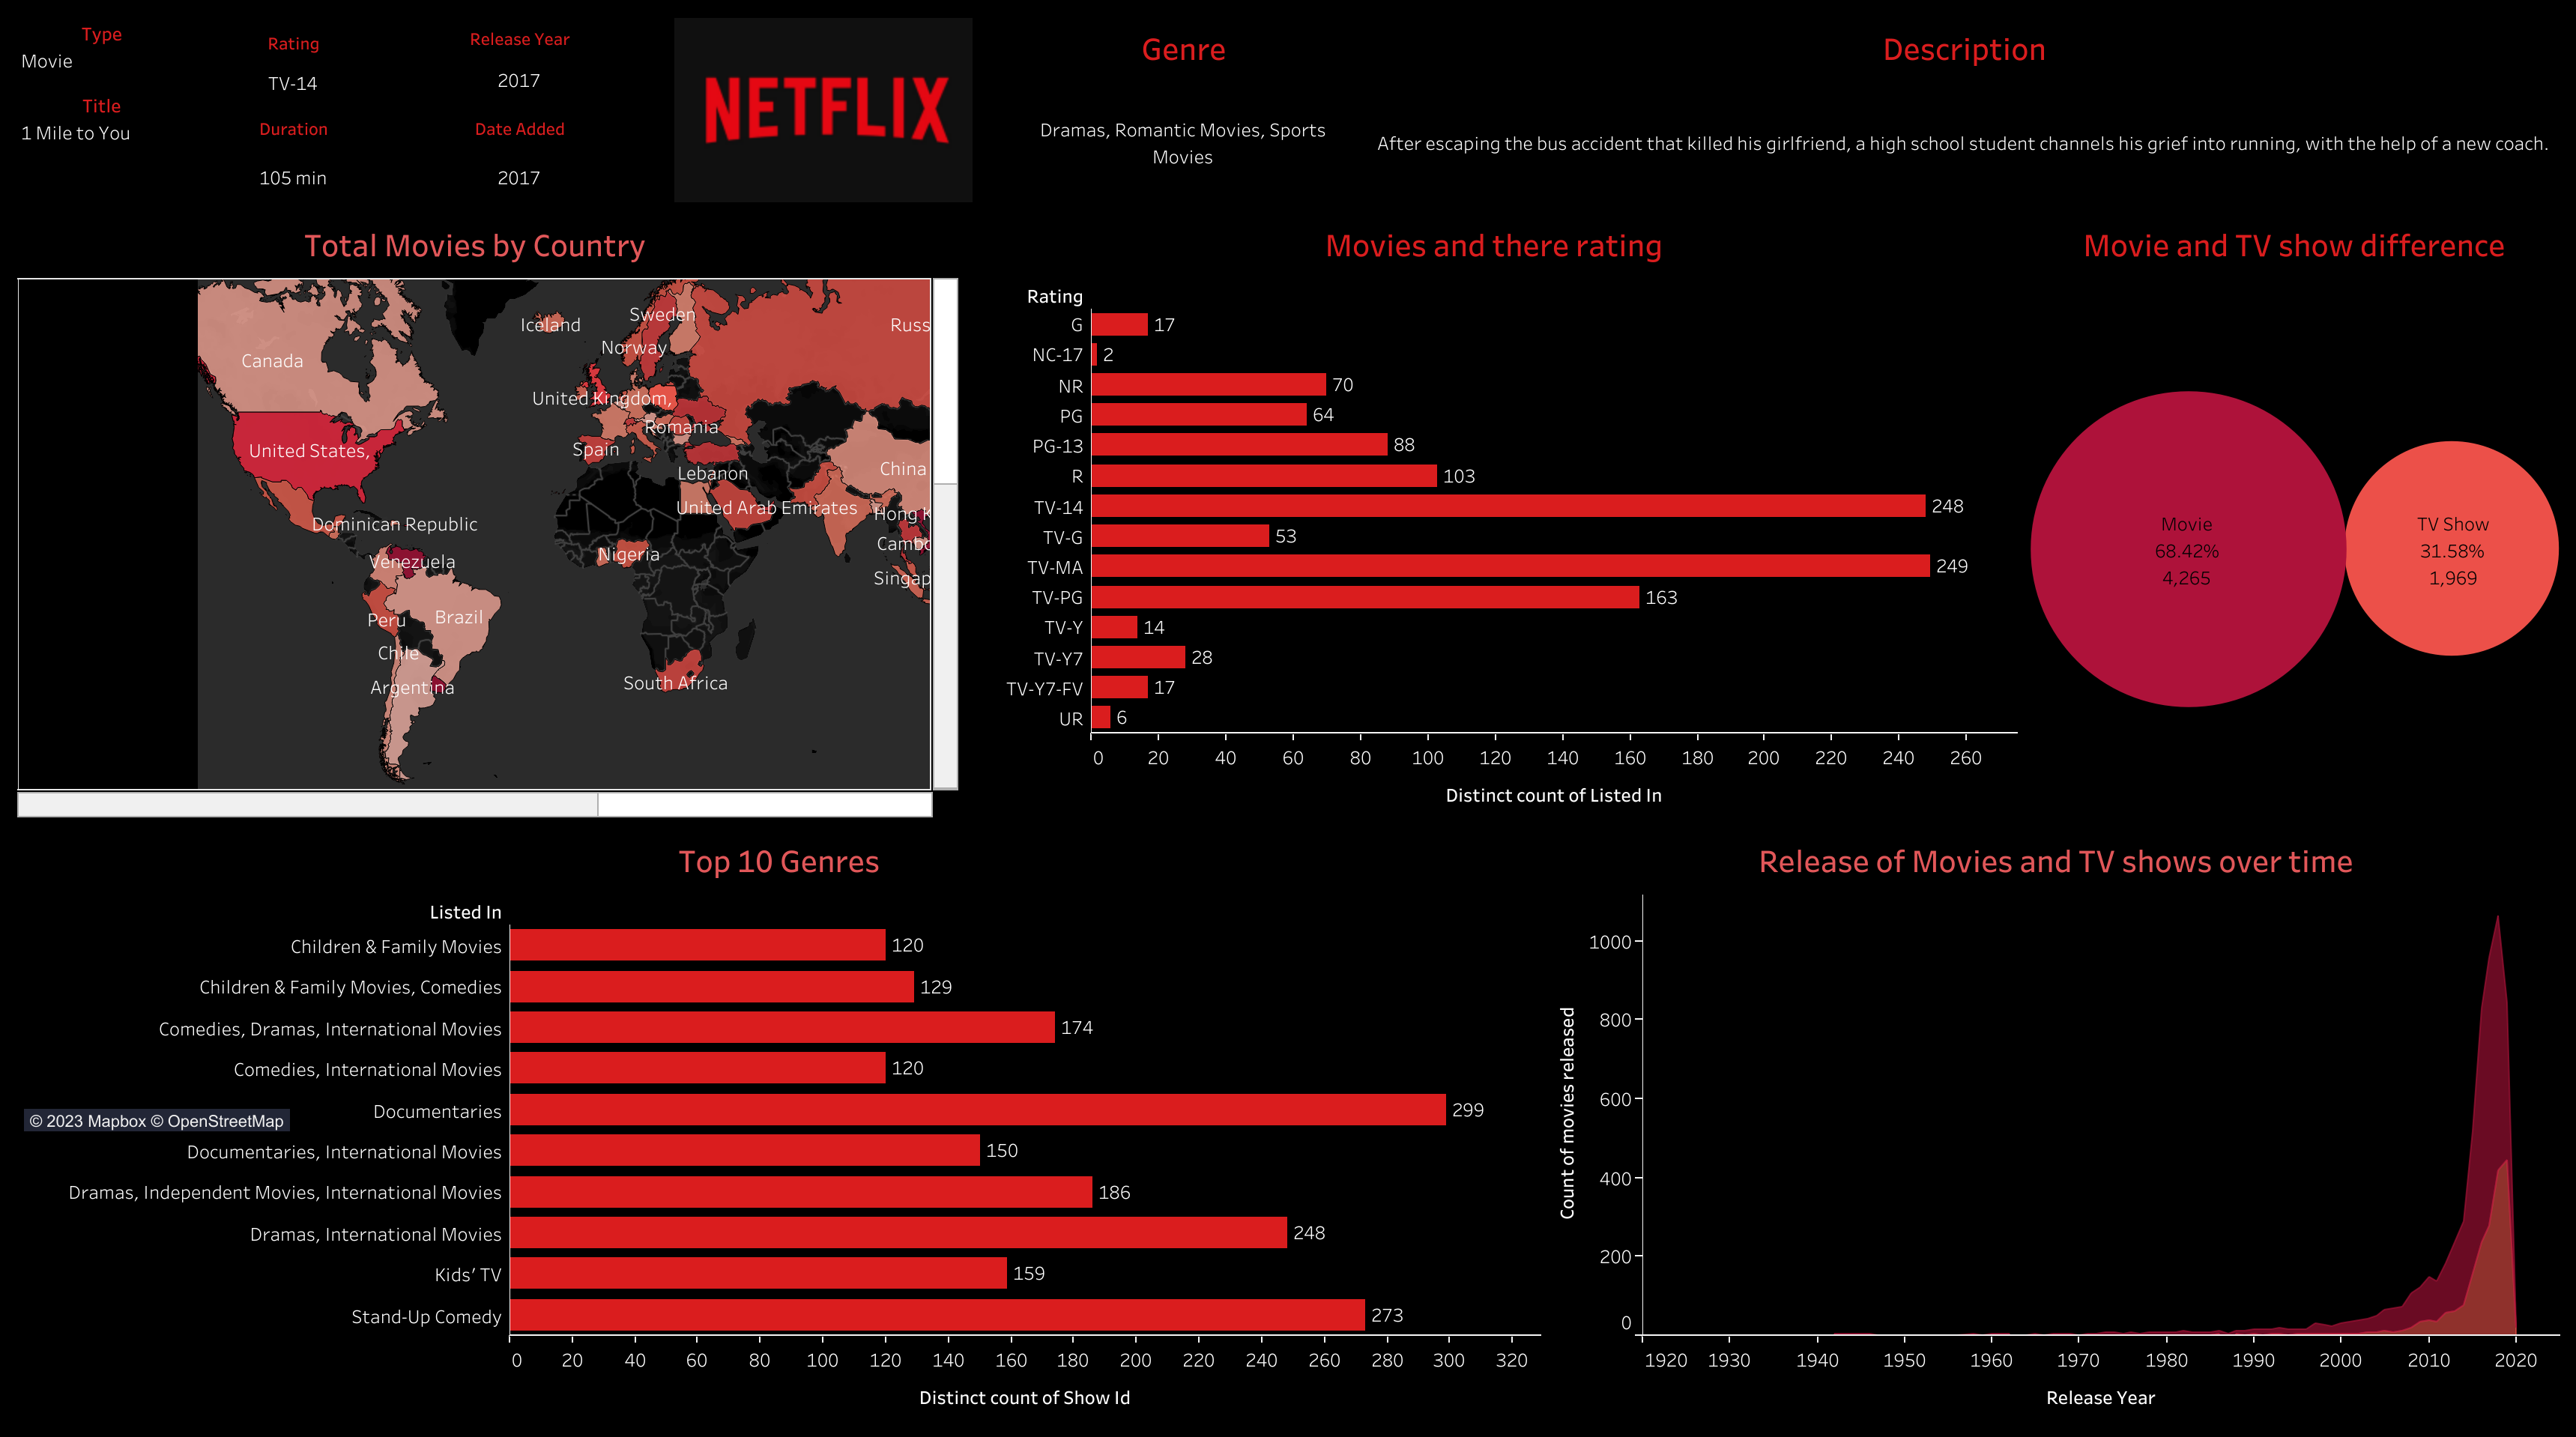 Type
Movie
Title
1 Mile to You
Rating
TV-14
Duration
105 min
Release Year
2017
Date Added
2017
NETFLIX
Genre
Dramas, Romantic Movies, Sports
Movies
Description
After escaping the bus accident that killed his girlfriend, a high school student channels his grief into running, with the help of a new coach.
Total Movies by Country
Iceland
Sweden
Russ
Norway
Canada
United Kingdom,
Romania
Spain
United States,
Lebanon
China
United Arab Emirates
Hong K
Dominican Republic
Cambo
Nigeria
Venezuela
Singap
Peru
Brazil
Chile
Argentina
South Africa
Movies and there rating
Rating
G 17
NC-17 2
NR 70
PG 64
PG-13 88
R 103
TV-14 248
TV-G 53
TV-MA 249
TV-PG 163
TV-Y 14
TV-Y7 28
TV-Y7-FV 17
UR 6
0 20 40 60 80 100 120 140 160 180 200 220 240 260
Distinct count of Listed In
Movie and TV show difference
Movie
68.42%
4,265
TV Show
31.58%
1,969
Top 10 Genres
Listed In
Children & Family Movies 120
Children & Family Movies, Comedies 129
Comedies, Dramas, International Movies 174
Comedies, International Movies 120
Documentaries 299
Documentaries, International Movies 150
Dramas, Independent Movies, International Movies 186
Dramas, International Movies 248
Kids’ TV 159
Stand-Up Comedy 273
0 20 40 60 80 100 120 140 160 180 200 220 240 260 280 300 320
Distinct count of Show Id
© 2023 Mapbox © OpenStreetMap
Release of Movies and TV shows over time
Count of movies released
1000
800
600
400
200
0
1920 1930 1940 1950 1960 1970 1980 1990 2000 2010 2020
Release Year